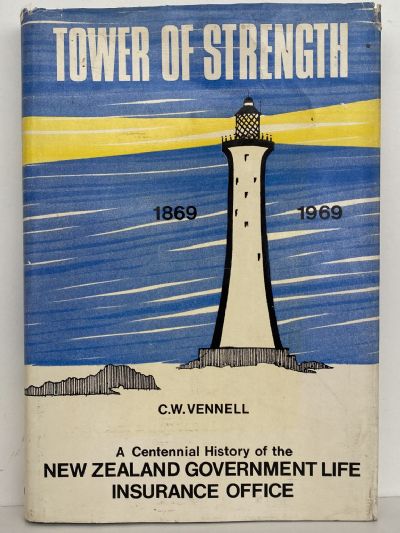 TOWER OF STRENGTH
1869 1969
C.W. VENNELL
A Centennial History of the
NEW ZEALAND GOVERNMENT LIFE
INSURANCE OFFICE